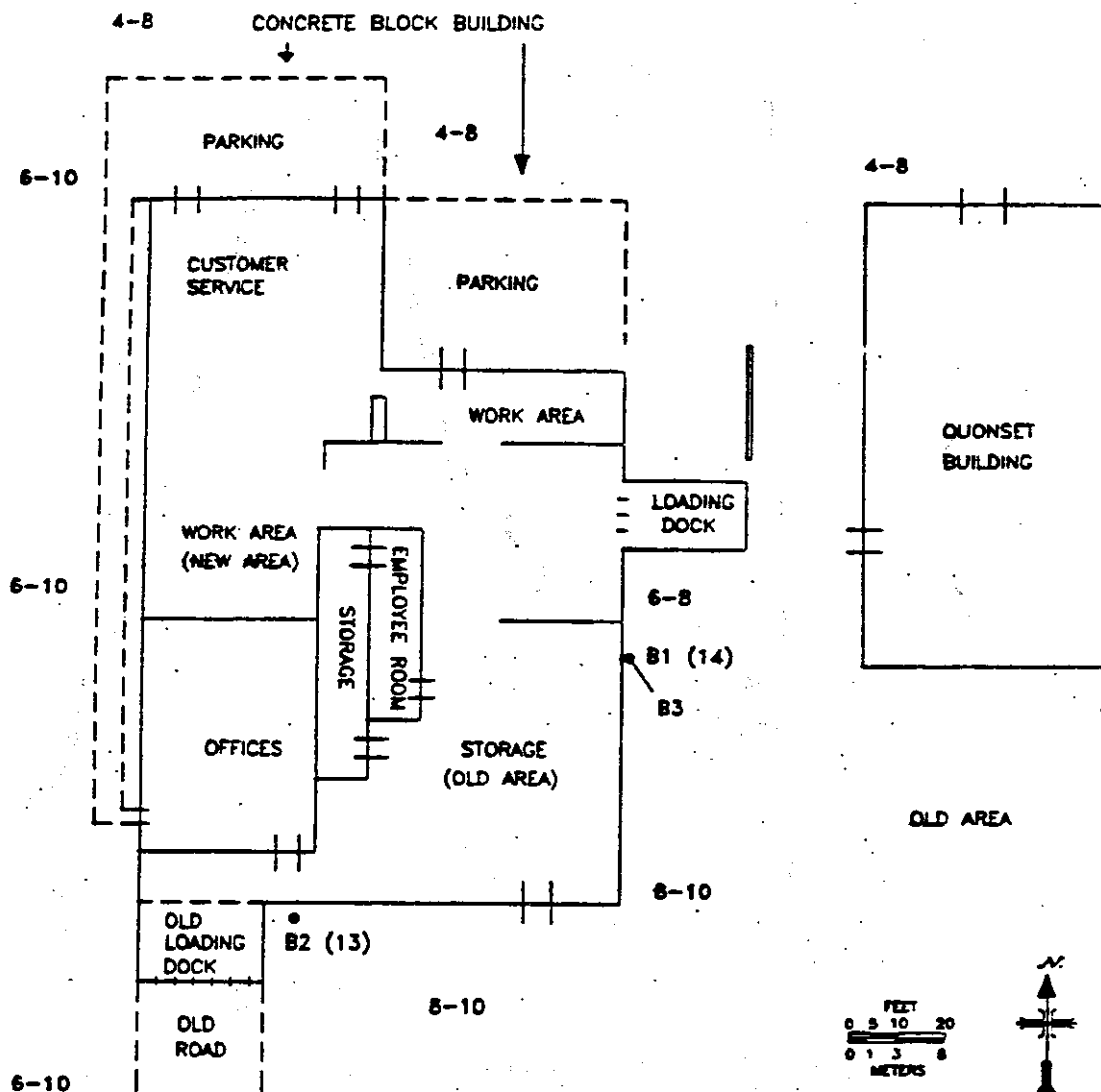 4-8
CONCRETE BLOCK BUILDING
PARKING
4-8
6-10
4-8
CUSTOMER
SERVICE
PARKING
WORK AREA
QUONSET
BUILDING
LOADING
DOCK
WORK AREA
(NEW AREA)
EMPLOYEE ROOM
STORAGE
6-10
6-8
B1 (14)
B3
OFFICES
STORAGE
(OLD AREA)
OLD AREA
8-10
OLD
LOADING
DOCK
B2 (13)
8-10
N
OLD
ROAD
FEET
0 5 10 20
0 1 3 6
METERS
6-10